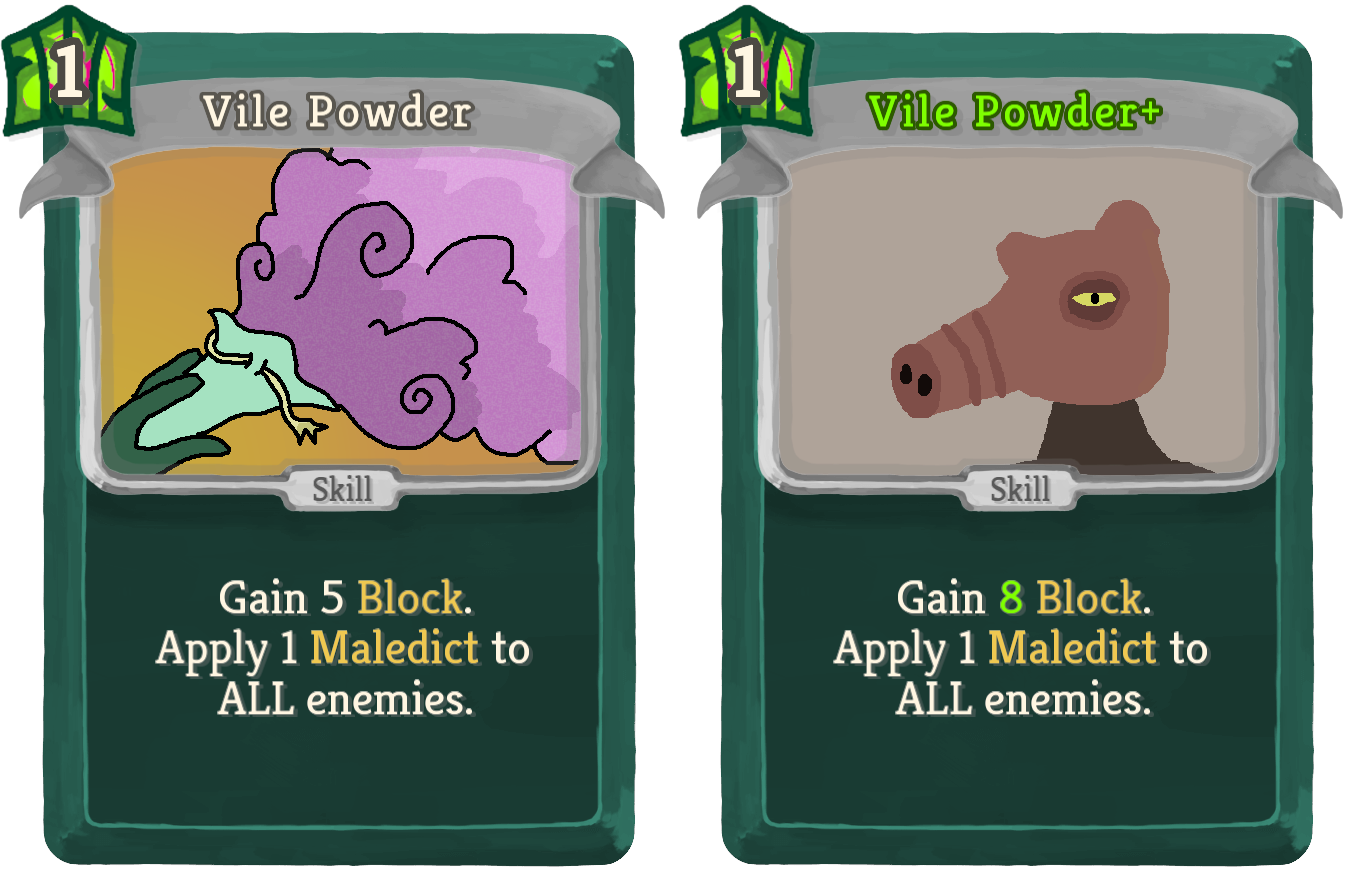 1
Vile Powder
Skill
Gain 5 Block.
Apply 1 Maledict to
ALL enemies.
1
Vile Powder+
Skill
Gain 8 Block.
Apply 1 Maledict to
ALL enemies.